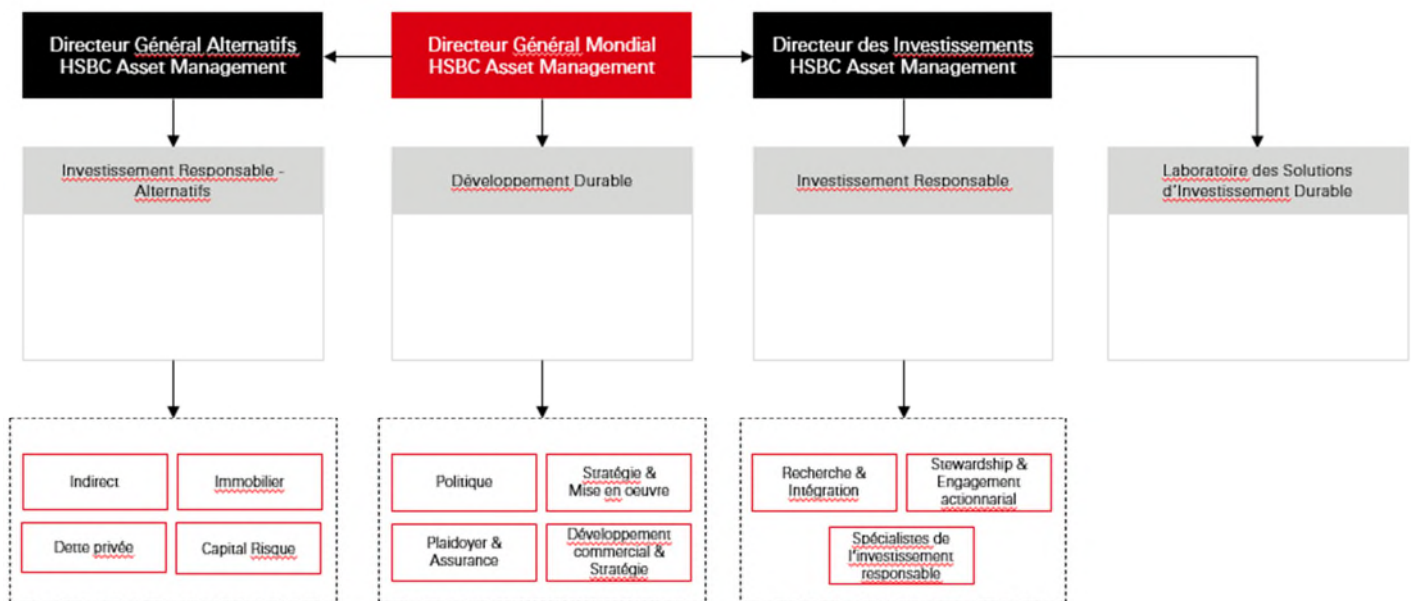 Directeur Général Alternatifs
HSBC Asset Management
Directeur Général Mondial
HSBC Asset Management
Directeur des Investissements
HSBC Asset Management
Investissement Responsable -
Alternatifs
Développement Durable
Investissement Responsable
Laboratoire des Solutions
d'Investissement Durable
Indirect
Immobilier
Dette privée
Capital Risque
Politique
Stratégie &
Mise en oeuvre
Plaidoyer &
Assurance
Développement
commercial &
Stratégie
Recherche &
Intégration
Stewardship &
Engagement
actionnarial
Spécialistes de
l'investissement
responsable